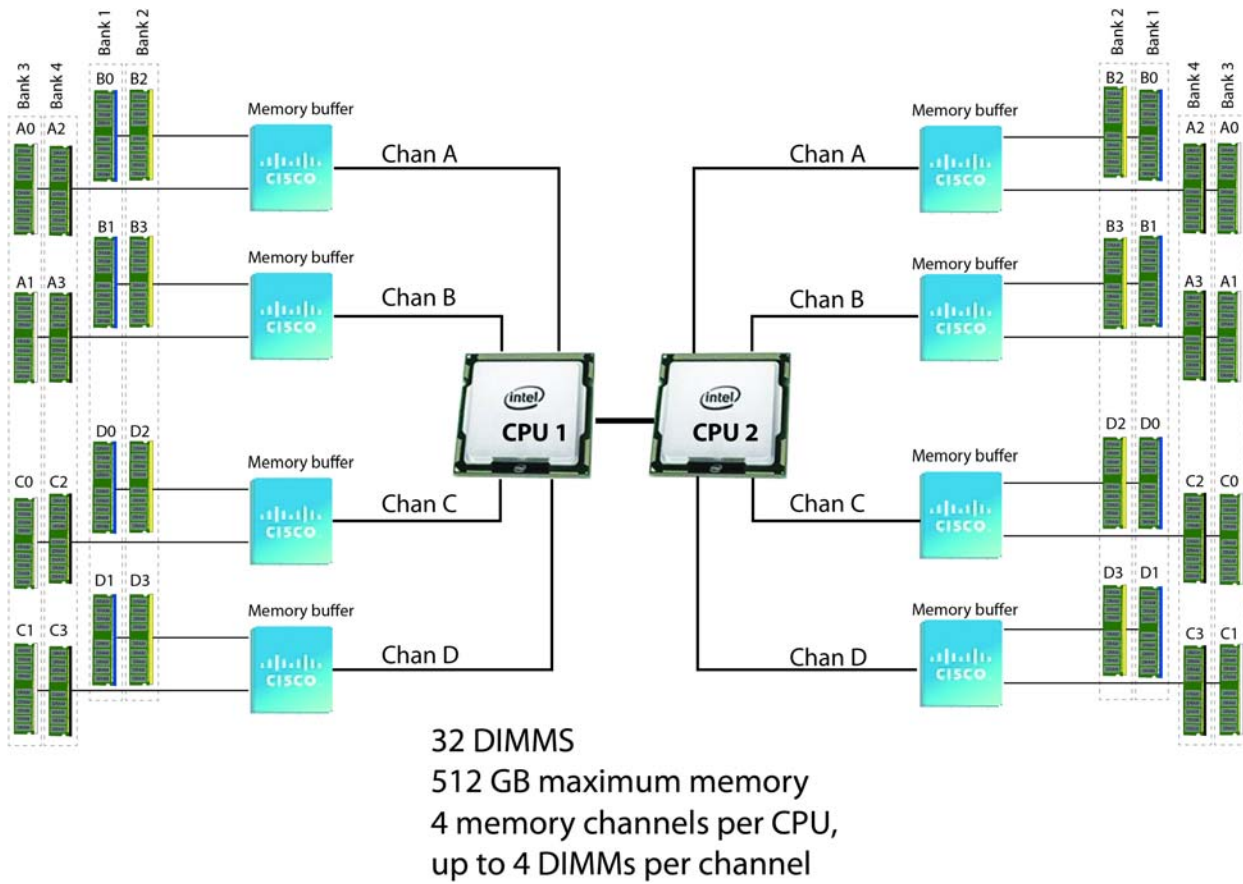 Bank 1
Bank 2
Bank 3
Bank 4
B0 B2
A0 A2
Memory buffer
CISCO
Chan A
B1 B3
A1 A3
Memory buffer
CISCO
Chan B
D0 D2
C0 C2
Memory buffer
CISCO
Chan C
D1 D3
C1 C3
Memory buffer
CISCO
Chan D
intel
CPU 1
intel
CPU 2
Bank 2
Bank 1
Bank 4
Bank 3
B2 B0
A2 A0
Memory buffer
CISCO
Chan A
B3 B1
A3 A1
Memory buffer
CISCO
Chan B
D2 D0
C2 C0
Memory buffer
CISCO
Chan C
D3 D1
C3 C1
Memory buffer
CISCO
Chan D
32 DIMMS
512 GB maximum memory
4 memory channels per CPU,
up to 4 DIMMs per channel